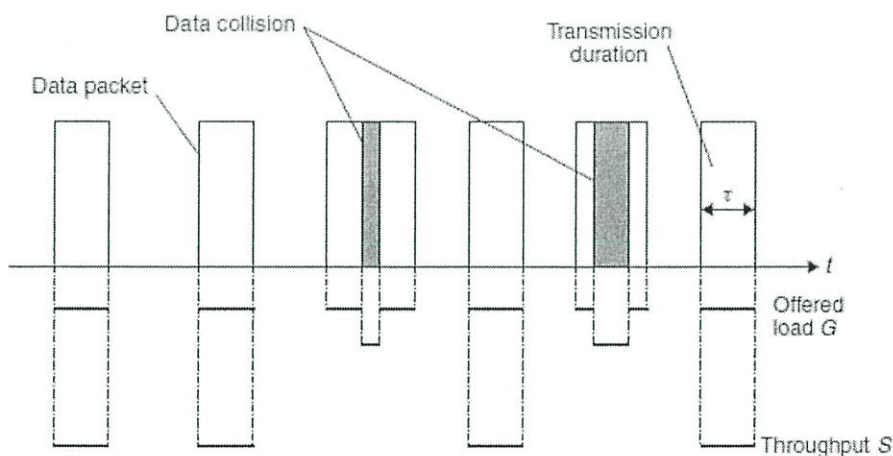 Data collision
Transmission
duration
Data packet
τ
t
Offered
load G
Throughput S